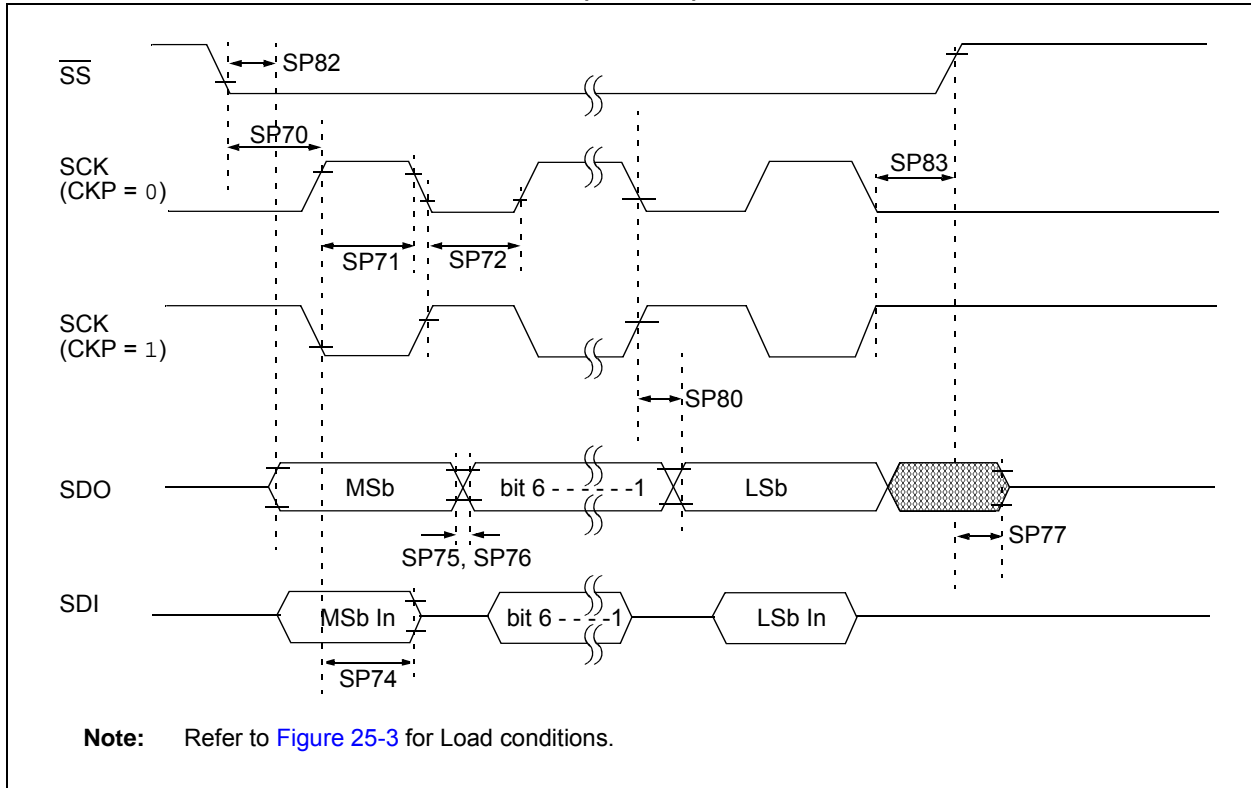 SS
SP82
SP70
SCK
(CKP = 0)
SP83
SP71
SP72
SCK
(CKP = 1)
SP80
SDO
MSb
bit 6 - - - - - -1
LSb
SP75, SP76
SP77
SDI
MSb In
bit 6 - - - -1
LSb In
SP74
Note: Refer to Figure 25-3 for Load conditions.